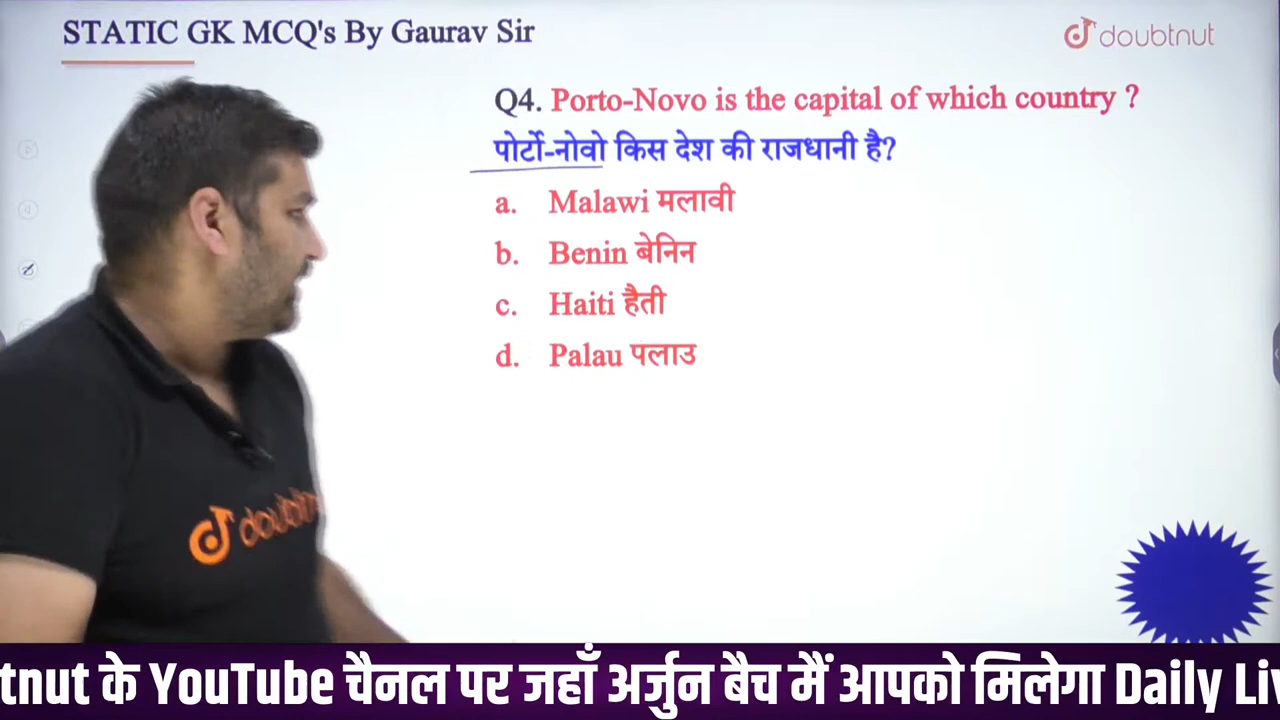 STATIC GK MCQ's By Gaurav Sir
doubtnut
Q4. Porto-Novo is the capital of which country ?
पोर्टो-नोवो किस देश की राजधानी है?
a. Malawi मलावी
b. Benin बेनिन
c. Haiti हैती
d. Palau पलाउ
doubtnut
tnut के YouTube चैनल पर जहाँ अर्जुन बैच मैं आपको मिलेगा Daily Liv